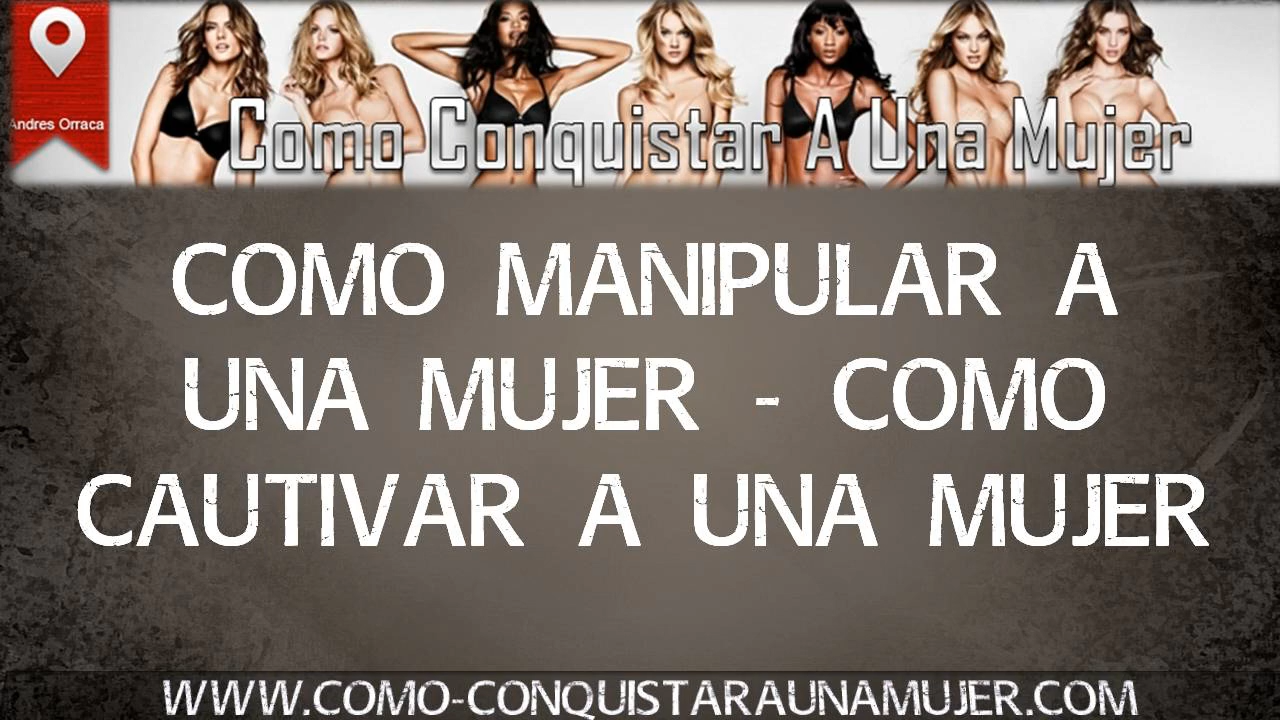 Andres Orraca
Como Conquistar A Una Mujer
COMO MANIPULAR A
UNA MUJER - COMO
CAUTIVAR A UNA MUJER
WWW.COMO-CONQUISTARAUNAMUJER.COM